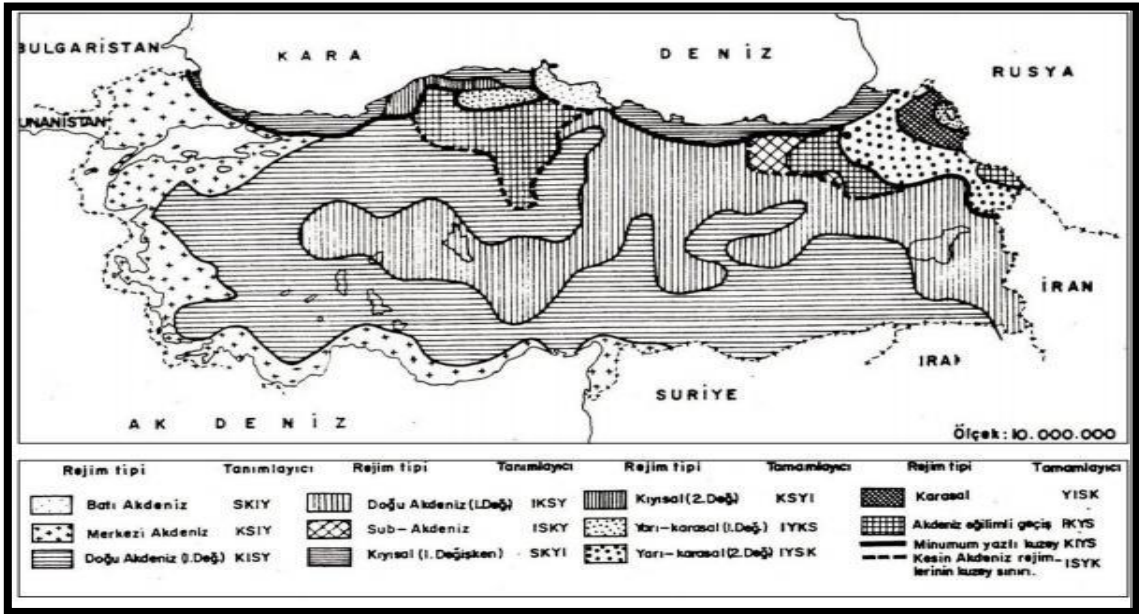 BULGARİSTAN
KARA DENİZ
RUSYA
UNANİSTAN
İRAN
IRAK
SURİYE
AK DENİZ
Ölçek: 10.000.000
Rejim tipi Tanımlayıcı Rejim tipi Tanımlayıcı Rejim tipi Tamamlayıcı Rejim tipi Tamamlayıcı
Batı Akdeniz SKIY Doğu Akdeniz (I.Değ) IKSY Kıyısal (2.Değ.) KSYI Karasal YISK
Merkezi Akdeniz KSIY Sub-Akdeniz ISKY Yarı-karasal (I.Değ.) IYKS Akdeniz eğilimli geçiş IKYS
Doğu Akdeniz (I.Değ.) KISY Kıyısal (I.Değişken) SKYI Yarı-karasal (2.Değ) IYSK Minumum yazlı kuzey KIYS
Kesin Akdeniz rejim- ISYK
lerinin kuzey sınırı.